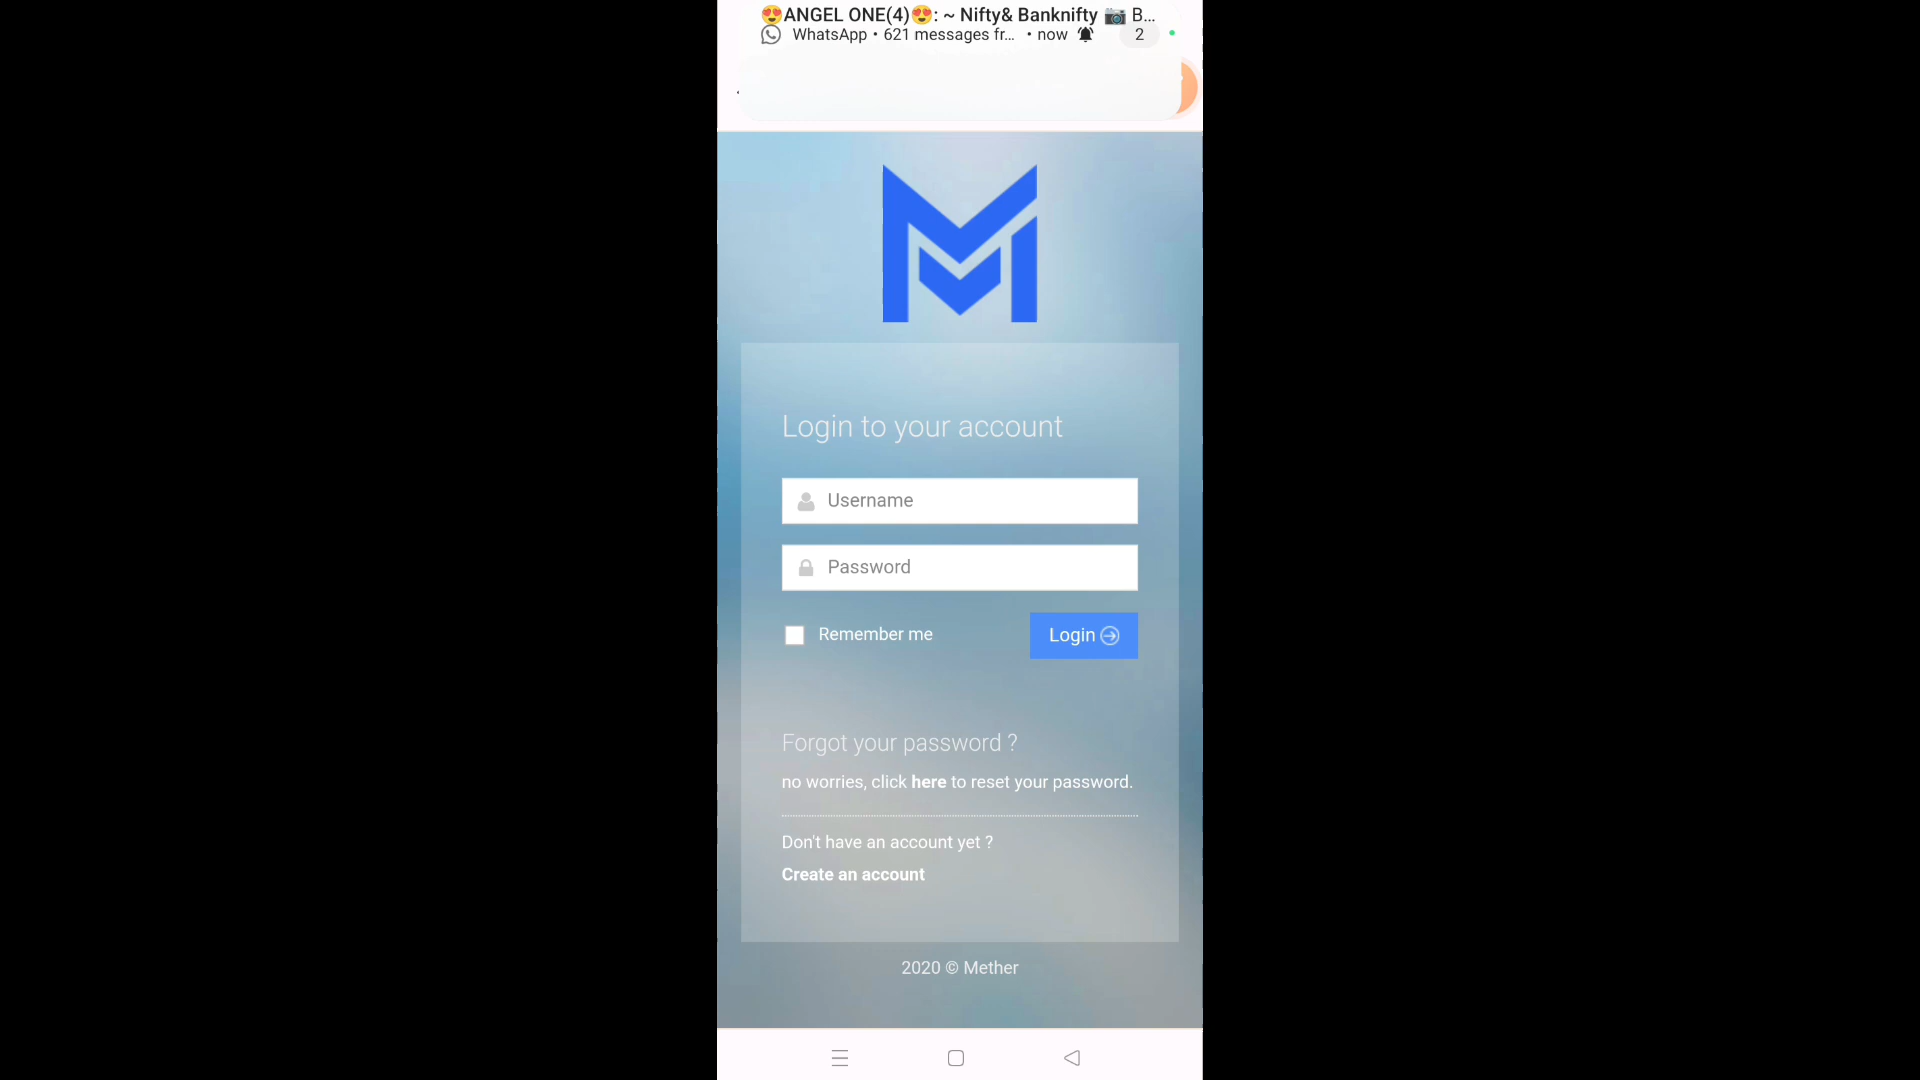 😍ANGEL ONE(4)😍: ~ Nifty& Banknifty 📷 B...
WhatsApp • 621 messages fr... • now 2
Login to your account
Username
Password
Remember me
Login
Forgot your password ?
no worries, click here to reset your password.
Don't have an account yet ?
Create an account
2020 © Mether